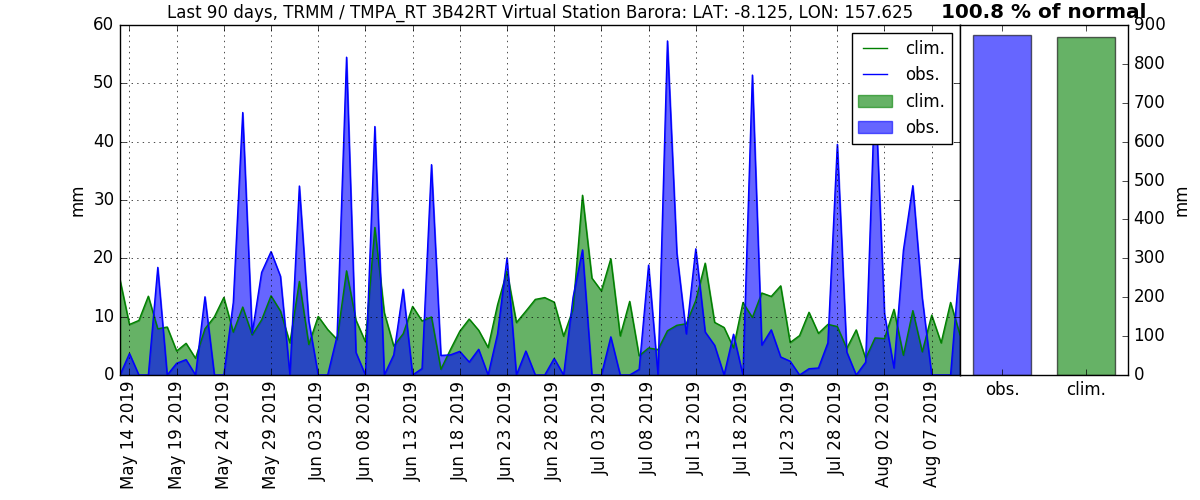 Last 90 days, TRMM / TMPA_RT 3B42RT Virtual Station Barora: LAT: -8.125, LON: 157.625
100.8 % of normal
60
50
40
30
20
10
0
mm
clim.
obs.
clim.
obs.
900
800
700
600
500
400
300
200
100
0
mm
May 14 2019
May 19 2019
May 24 2019
May 29 2019
Jun 03 2019
Jun 08 2019
Jun 13 2019
Jun 18 2019
Jun 23 2019
Jun 28 2019
Jul 03 2019
Jul 08 2019
Jul 13 2019
Jul 18 2019
Jul 23 2019
Jul 28 2019
Aug 02 2019
Aug 07 2019
obs.
clim.